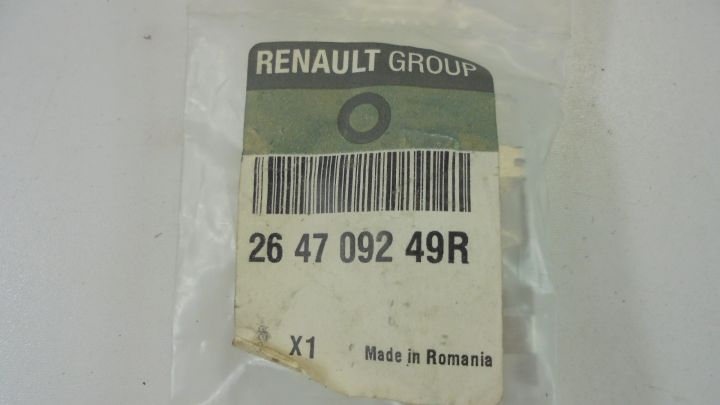 RENAULT GROUP
26 47 092 49R
X1
Made in Romania